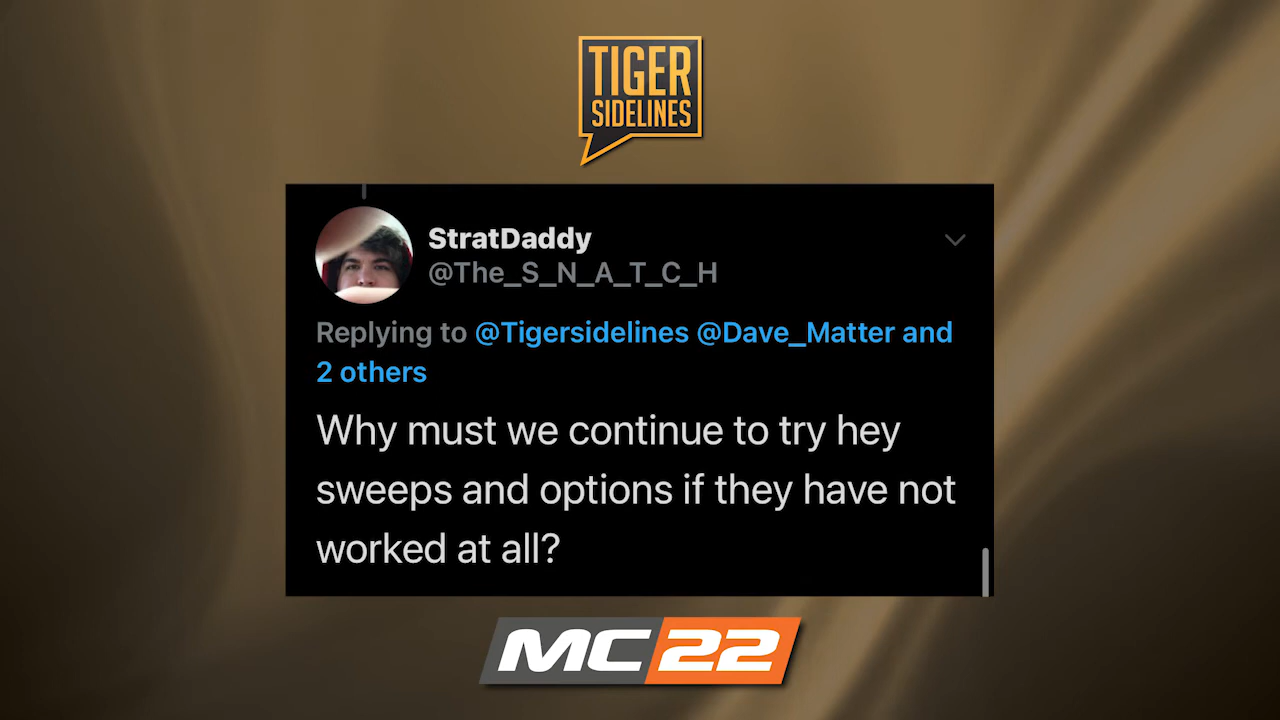 TIGER
SIDELINES
StratDaddy
@The_S_N_A_T_C_H
Replying to @Tigersidelines @Dave_Matter and
2 others
Why must we continue to try hey
sweeps and options if they have not
worked at all?
MC22